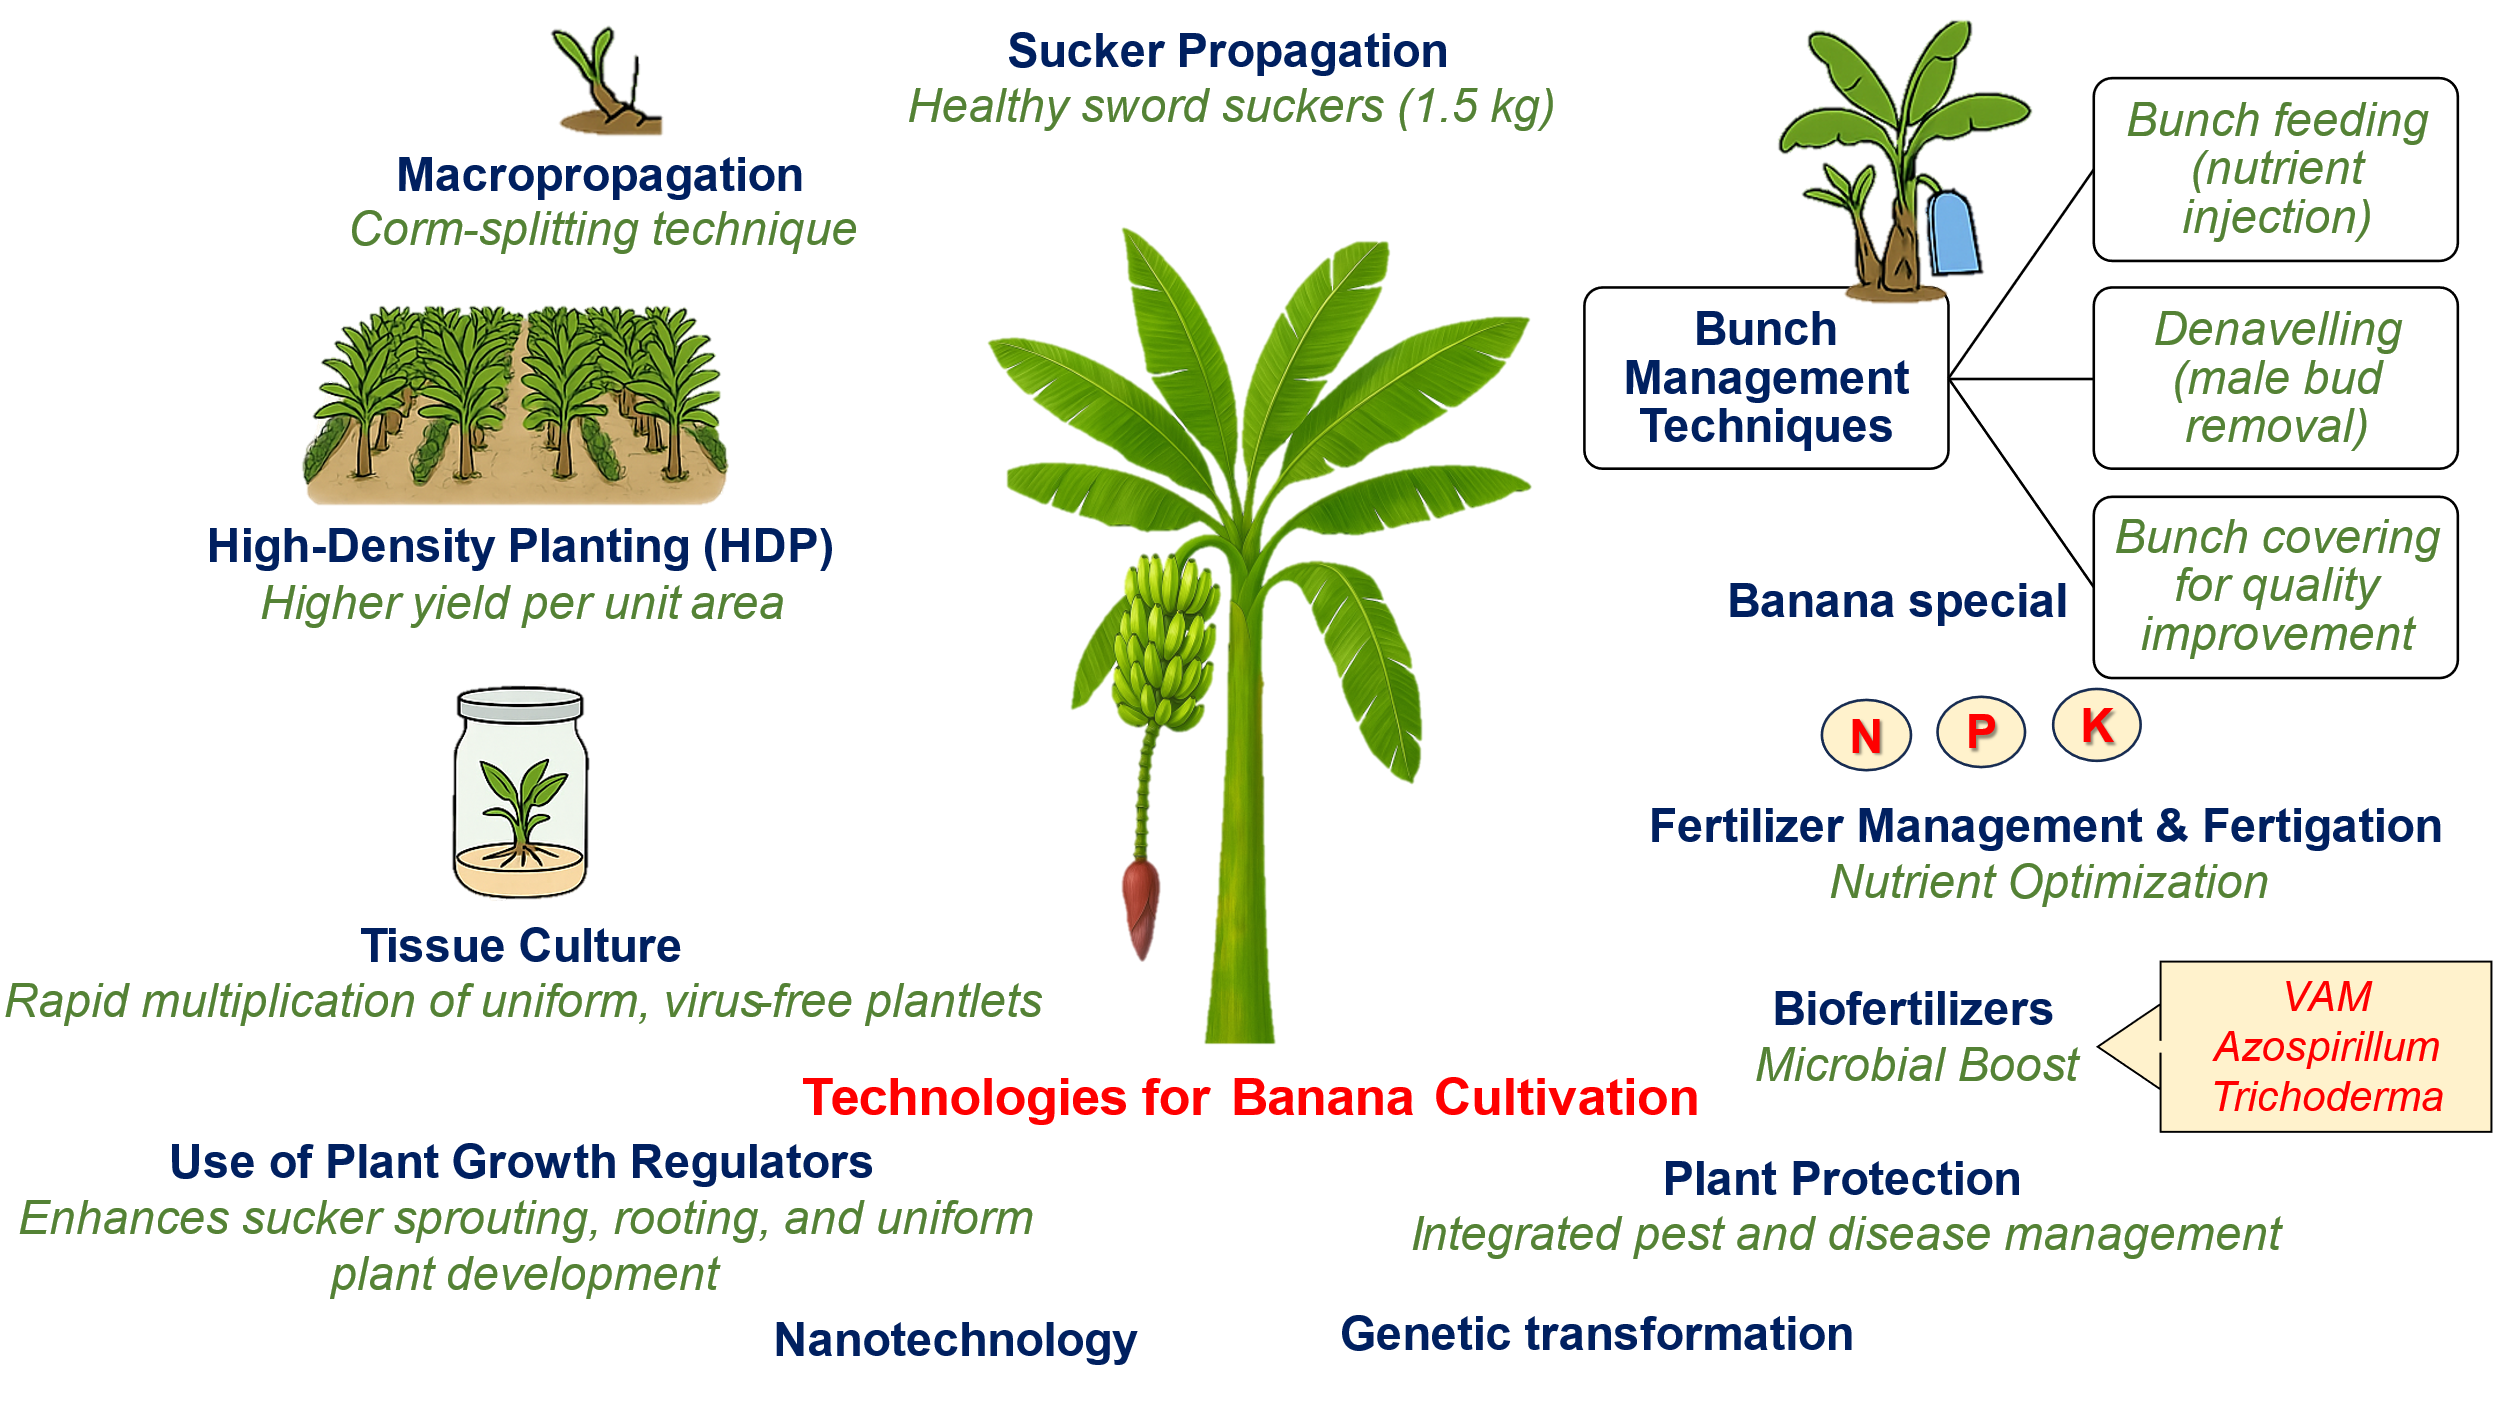 Sucker Propagation
Healthy sword suckers (1.5 kg)
Macropropagation
Corm-splitting technique
High-Density Planting (HDP)
Higher yield per unit area
Tissue Culture
Rapid multiplication of uniform, virus-free plantlets
Use of Plant Growth Regulators
Enhances sucker sprouting, rooting, and uniform
plant development
Nanotechnology
Technologies for Banana Cultivation
Bunch
Management
Techniques
Bunch feeding
(nutrient
injection)
Denavelling
(male bud
removal)
Bunch covering
for quality
improvement
Banana special
N P K
Fertilizer Management & Fertigation
Nutrient Optimization
Biofertilizers
Microbial Boost
VAM
Azospirillum
Trichoderma
Plant Protection
Integrated pest and disease management
Genetic transformation